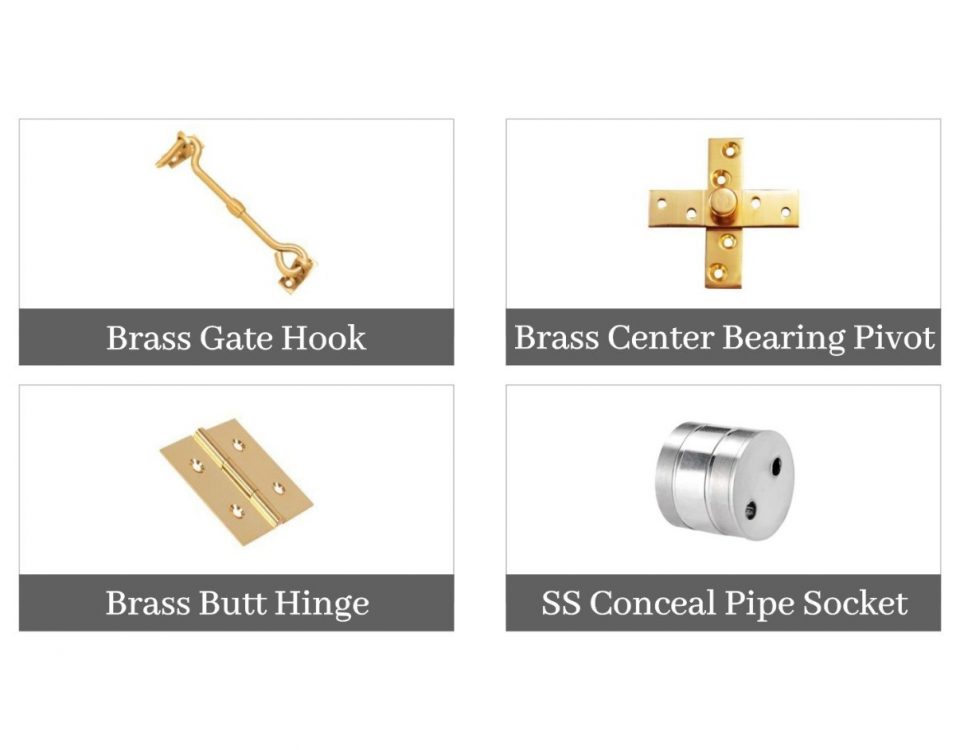 Brass Gate Hook
Brass Center Bearing Pivot
Brass Butt Hinge
SS Conceal Pipe Socket